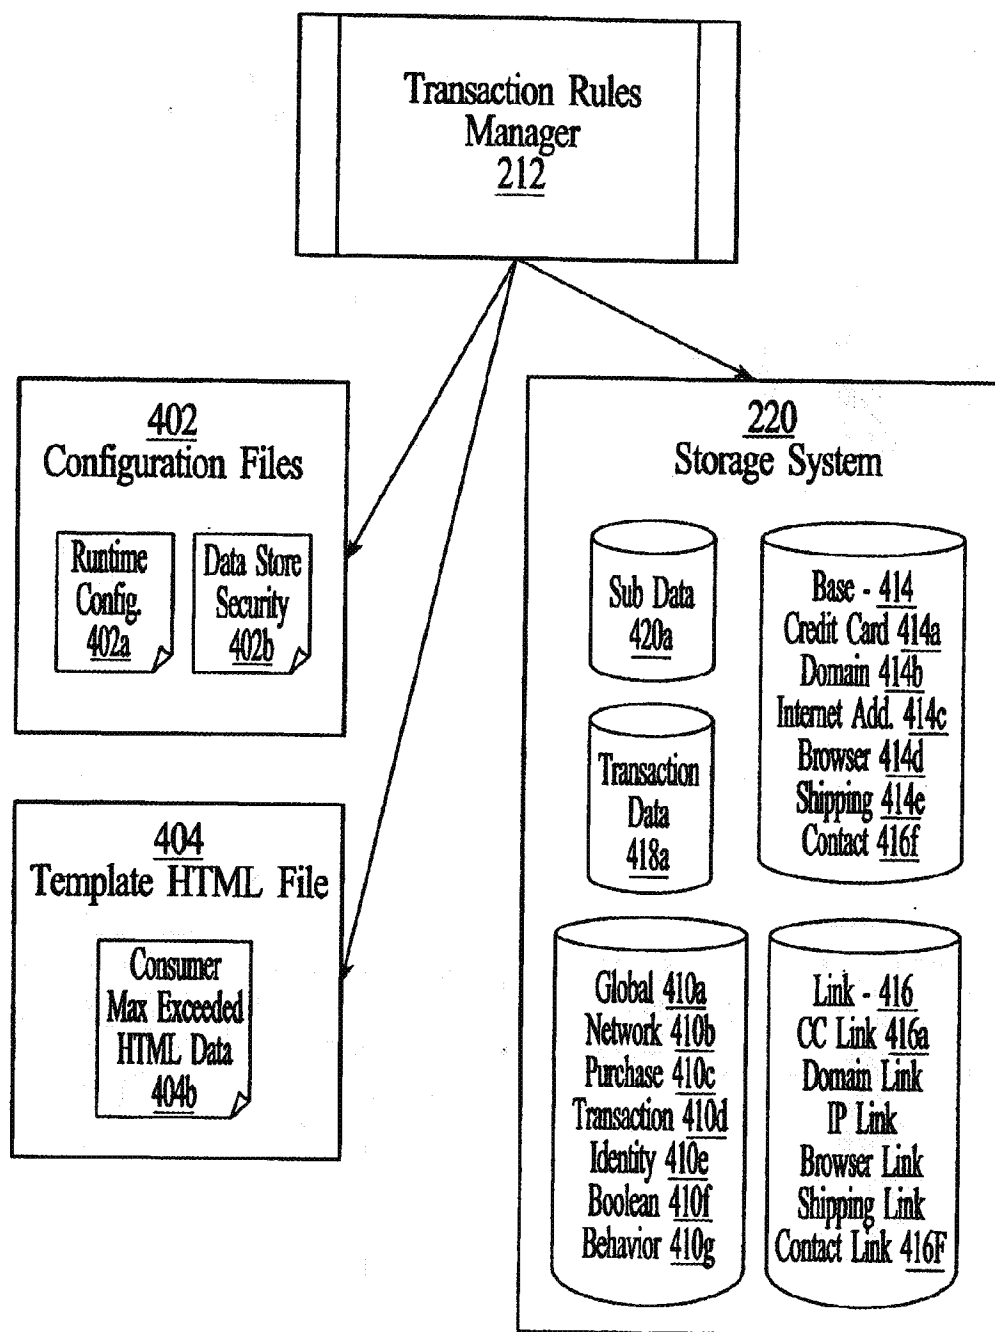 Transaction Rules
Manager
212
402
Configuration Files
Runtime
Config.
402a
Data Store
Security
402b
404
Template HTML File
Consumer
Max Exceeded
HTML Data
404b
220
Storage System
Sub Data
420a
Base - 414
Credit Card 414a
Domain 414b
Internet Add. 414c
Browser 414d
Shipping 414e
Contact 416f
Transaction
Data
418a
Global 410a
Network 410b
Purchase 410c
Transaction 410d
Identity 410e
Boolean 410f
Behavior 410g
Link - 416
CC Link 416a
Domain Link
IP Link
Browser Link
Shipping Link
Contact Link 416F